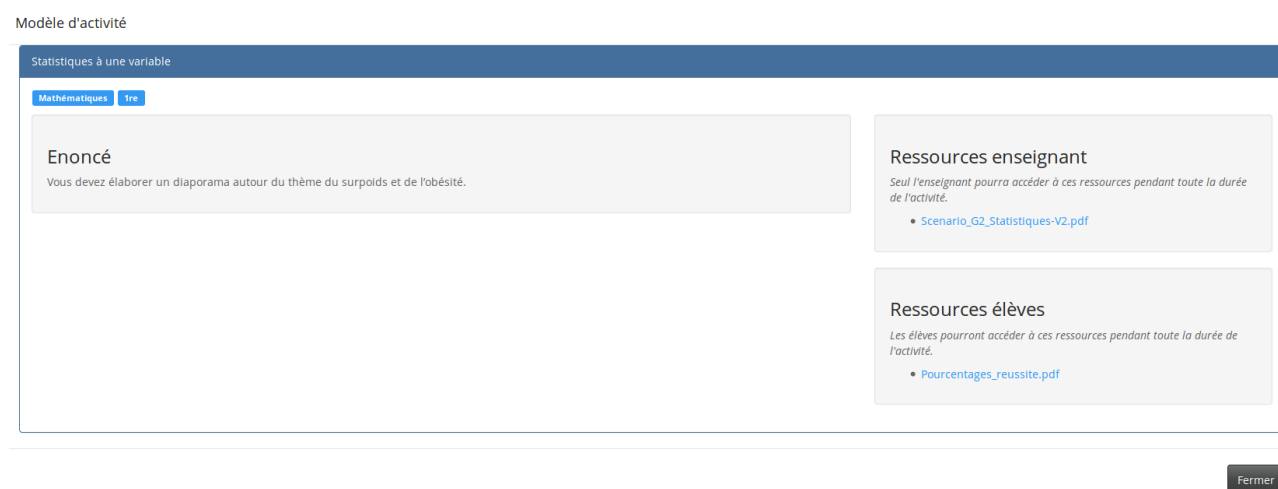 Modèle d'activité
Statistiques à une variable
Mathématiques 1re
Enoncé
Vous devez élaborer un diaporama autour du thème du surpoids et de l'obésité.
Ressources enseignant
Seul l'enseignant pourra accéder à ces ressources pendant toute la durée
de l'activité.
Scenario_G2_Statistiques-V2.pdf
Ressources élèves
Les élèves pourront accéder à ces ressources pendant toute la durée de
l'activité.
Pourcentages_reussite.pdf
Fermer